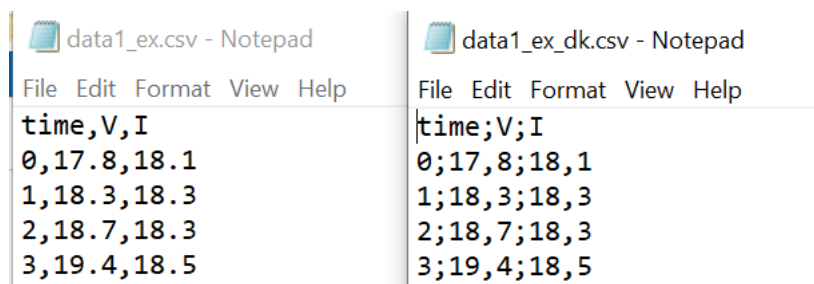 data1_ex.csv - Notepad
File Edit Format View Help
time,V,I
0,17.8,18.1
1,18.3,18.3
2,18.7,18.3
3,19.4,18.5
data1_ex_dk.csv - Notepad
File Edit Format View Help
time;V;I
0;17,8;18,1
1;18,3;18,3
2;18,7;18,3
3;19,4;18,5